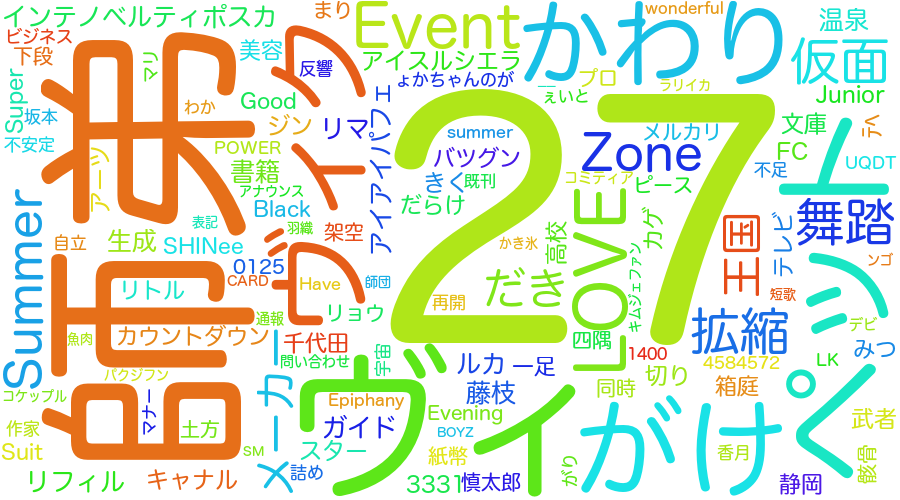 インテノベルティポスカ
まり
Event
かわり
wonderful
温泉
ビジネス
下段
美容
マリ
反響
クイーン
アイスルシエラ
仮面
プロ
ラリイカ
Super
わか
Good
ょかちゃんのが
えいと
Junior
坂本
ジン
リマ
27
summer
Zone
メルカリ
文庫
テヘ
不安定
POWER
アーツ
書籍
アイアイパフェ
バツグン
コミティア
FC
UQDT
アナウンス
きく
既刊
ピース
不足
ト
Black
だらけ
LOVE
カゲ
表記
羽織
架空
高校
王国
舞踏
自立
生成
SHINee
かき氷
テレビ
Summer
0125
師団
キムジェファン
ンゴ
CARD
Have
だき
リトル
再開
短歌
リョウ
通報
拡縮
四隅
デビ
魚肉
カウントダウン
千代田
みつ
問い合わせ
宇宙
ルカ
一足
1400
LK
パクジフン
切り
4584572
コケップル
メーカー
ヴィ
藤枝
同時
箱庭
マナー
Epiphany
がけ
ぺ
作家
土方
ガイド
Evening
武者
Suit
SM
スター
BOYZ
紙幣
香月
骸骨
リフィル
キャナル
詰め
3331
慎太郎
がり
静岡